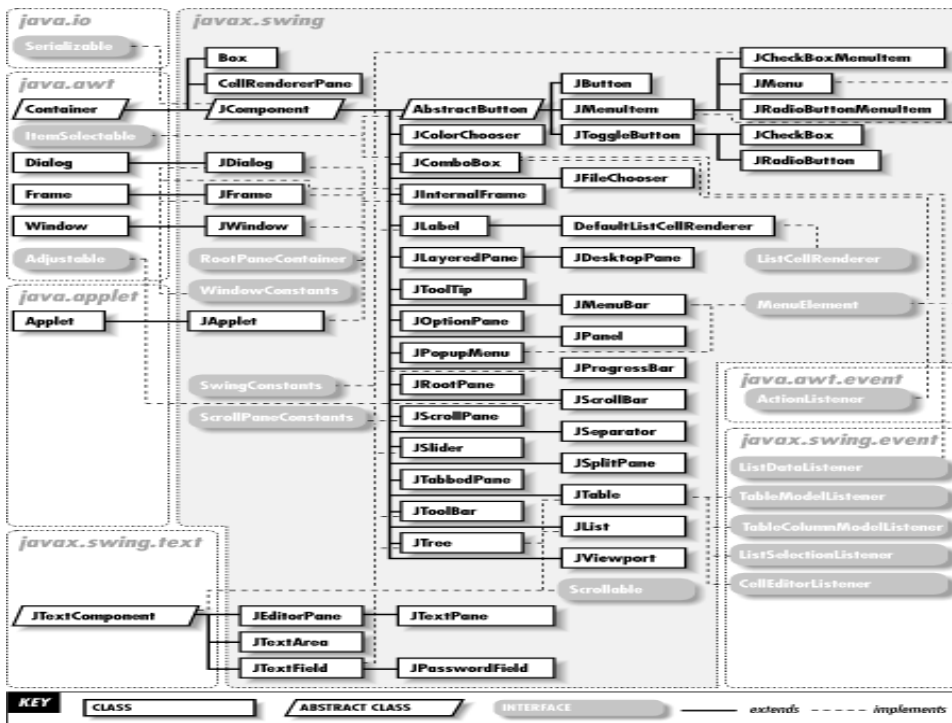 java.io
javax.swing
Serializable
Box
JCheckBoxMenuItem
java.awt
CellRendererPane
JButton
JMenu
Container
JComponent
AbstractButton
JMenuItem
JRadioButtonMenuItem
ItemSelectable
JColorChooser
JToggleButton
JCheckBox
Dialog
JDialog
JComboBox
JRadioButton
JFileChooser
Frame
JFrame
JInternalFrame
Window
JWindow
JLabel
DefaultListCellRenderer
Adjustable
RootPaneContainer
JLayeredPane
JDesktopPane
ListCellRenderer
java.applet
WindowConstants
JToolTip
JMenuBar
MenuElement
Applet
JApplet
JOptionPane
JPanel
JPopupMenu
JProgressBar
SwingConstants
JRootPane
java.awt.event
JScrollBar
ActionListener
ScrollPaneConstants
JScrollPane
JSeparator
javax.swing.event
JSlider
JSplitPane
ListDataListener
JTabbedPane
JTable
TableModelListener
JToolBar
JList
TableColumnModelListener
javax.swing.text
JTree
JViewport
ListSelectionListener
Scrollable
CellEditorListener
JTextComponent
JEditorPane
JTextPane
JTextArea
JTextField
JPasswordField
KEY
CLASS
ABSTRACT CLASS
INTERFACE
extends
implements